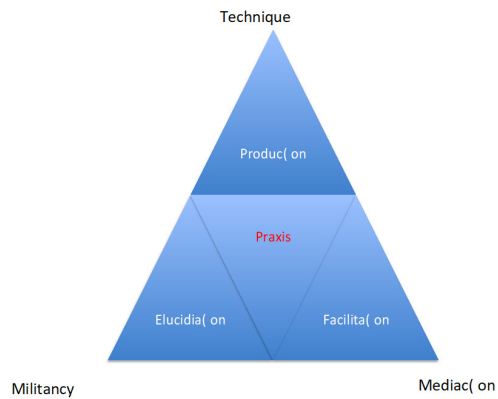 Technique
Produc( on
Praxis
Elucidia( on
Facilita( on
Militancy
Mediac( on